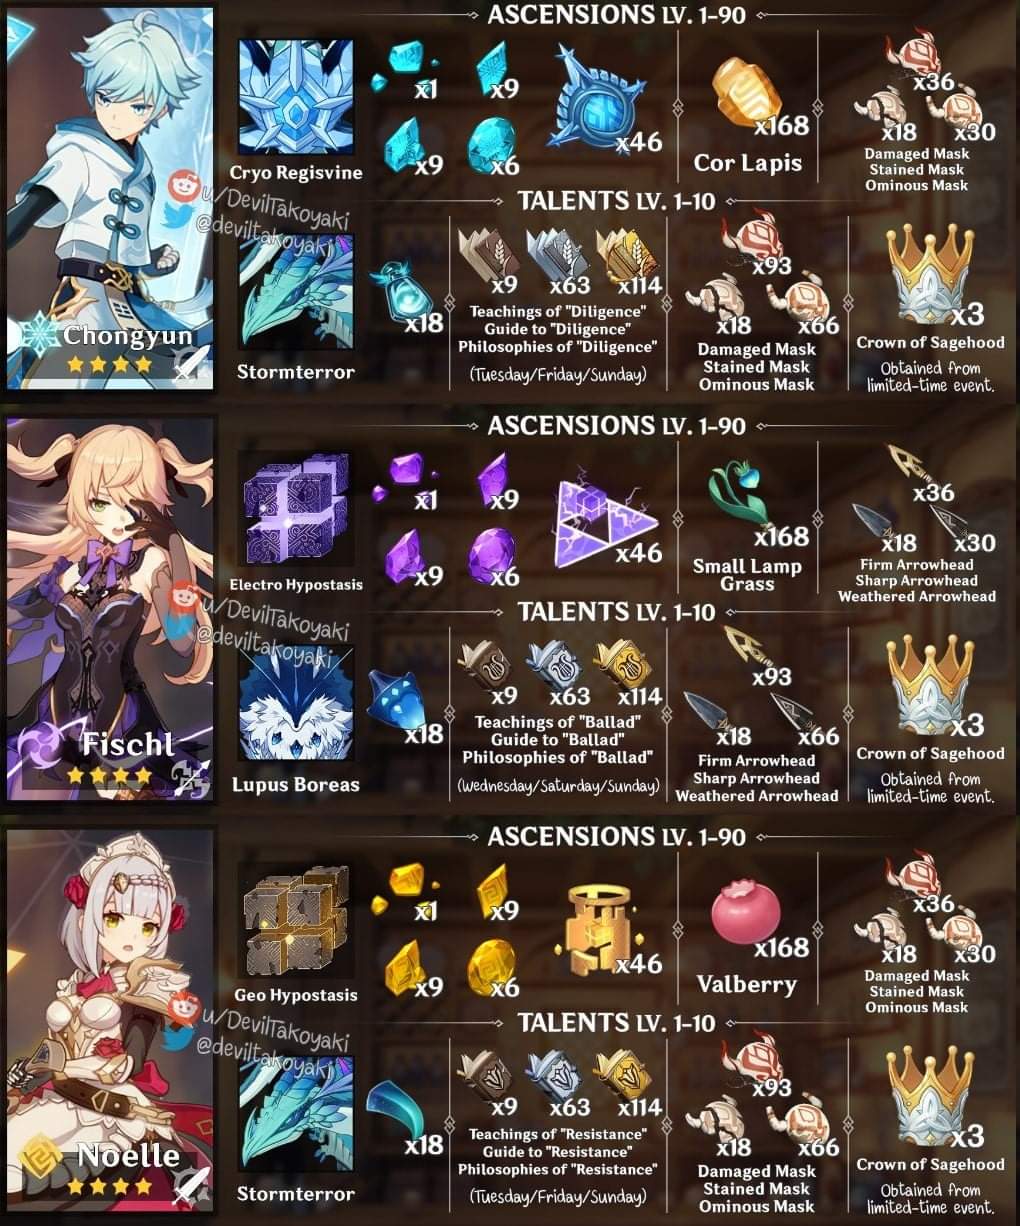 ASCENSIONS LV. 1-90
x1
x9
x9
x6
x46
x168
x36
x18
x30
Cryo Regisvine
Cor Lapis
Damaged Mask
Stained Mask
Ominous Mask
u/DevilTakoyaki
@deviltakoyaki
TALENTS LV. 1-10
x18
x9
x63
x114
x93
x18
x66
x3
Teachings of "Diligence"
Guide to "Diligence"
Philosophies of "Diligence"
(Tuesday/Friday/Sunday)
Damaged Mask
Stained Mask
Ominous Mask
Crown of Sagehood
Obtained from
limited-time event.
Chongyun
Stormterror
ASCENSIONS LV. 1-90
x1
x9
x9
x6
x46
x168
x36
x18
x30
Electro Hypostasis
Small Lamp
Grass
Firm Arrowhead
Sharp Arrowhead
Weathered Arrowhead
u/DevilTakoyaki
@deviltakoyaki
TALENTS LV. 1-10
x18
x9
x63
x114
x93
x18
x66
x3
Teachings of "Ballad"
Guide to "Ballad"
Philosophies of "Ballad"
(Wednesday/Saturday/Sunday)
Firm Arrowhead
Sharp Arrowhead
Weathered Arrowhead
Crown of Sagehood
Obtained from
limited-time event.
Fischl
Lupus Boreas
ASCENSIONS LV. 1-90
x1
x9
x9
x6
x46
x168
x36
x18
x30
Geo Hypostasis
Valberry
Damaged Mask
Stained Mask
Ominous Mask
u/DevilTakoyaki
@deviltakoyaki
TALENTS LV. 1-10
x18
x9
x63
x114
x93
x18
x66
x3
Teachings of "Resistance"
Guide to "Resistance"
Philosophies of "Resistance"
(Tuesday/Friday/Sunday)
Damaged Mask
Stained Mask
Ominous Mask
Crown of Sagehood
Obtained from
limited-time event.
Noelle
Stormterror